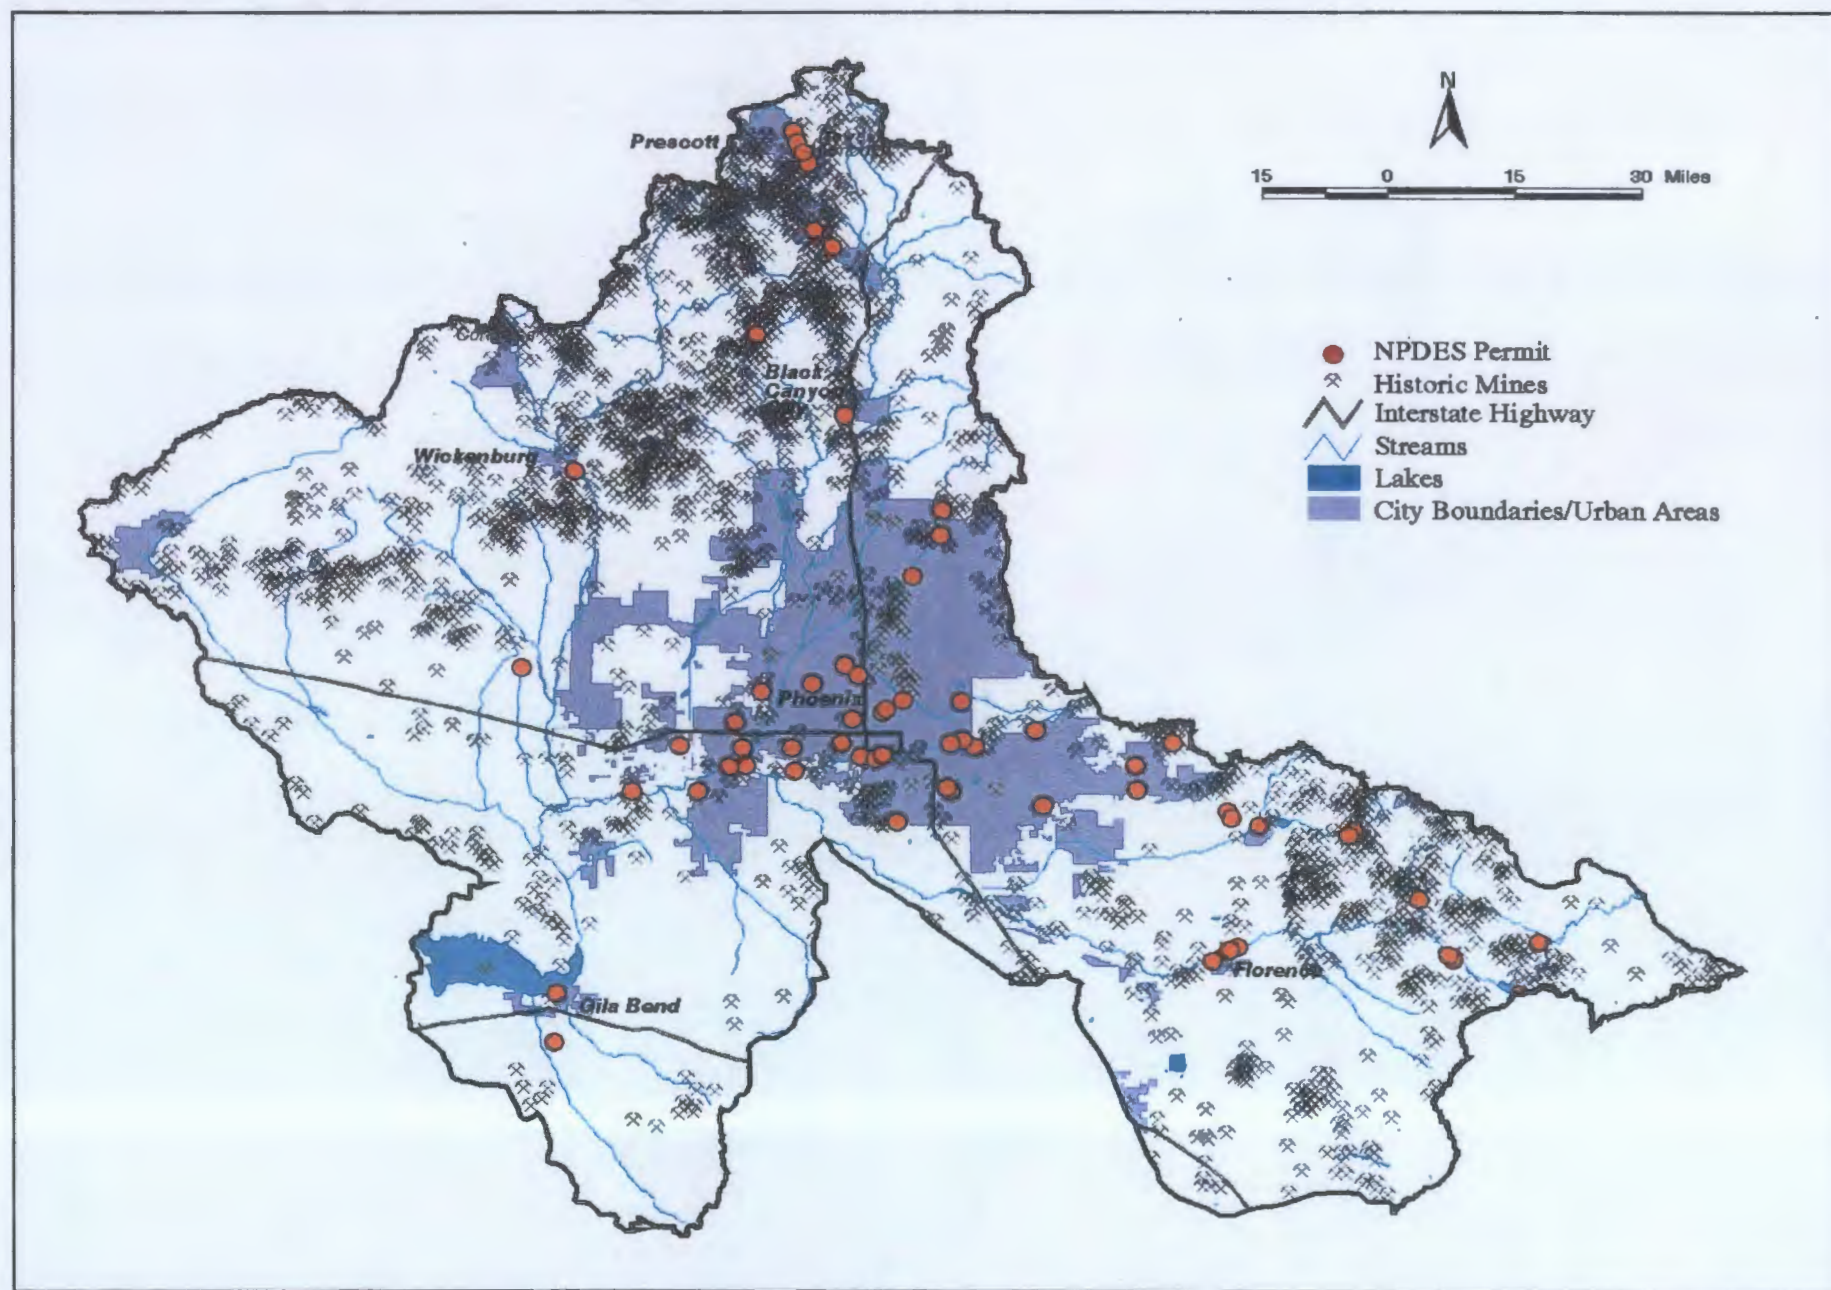 N
Prescott
15 0 15 30 Miles
NPDES Permit
Historic Mines
Interstate Highway
Streams
Lakes
City Boundaries/Urban Areas
Black
Canyon
Wickenburg
Phoenix
Florence
Gila Bend